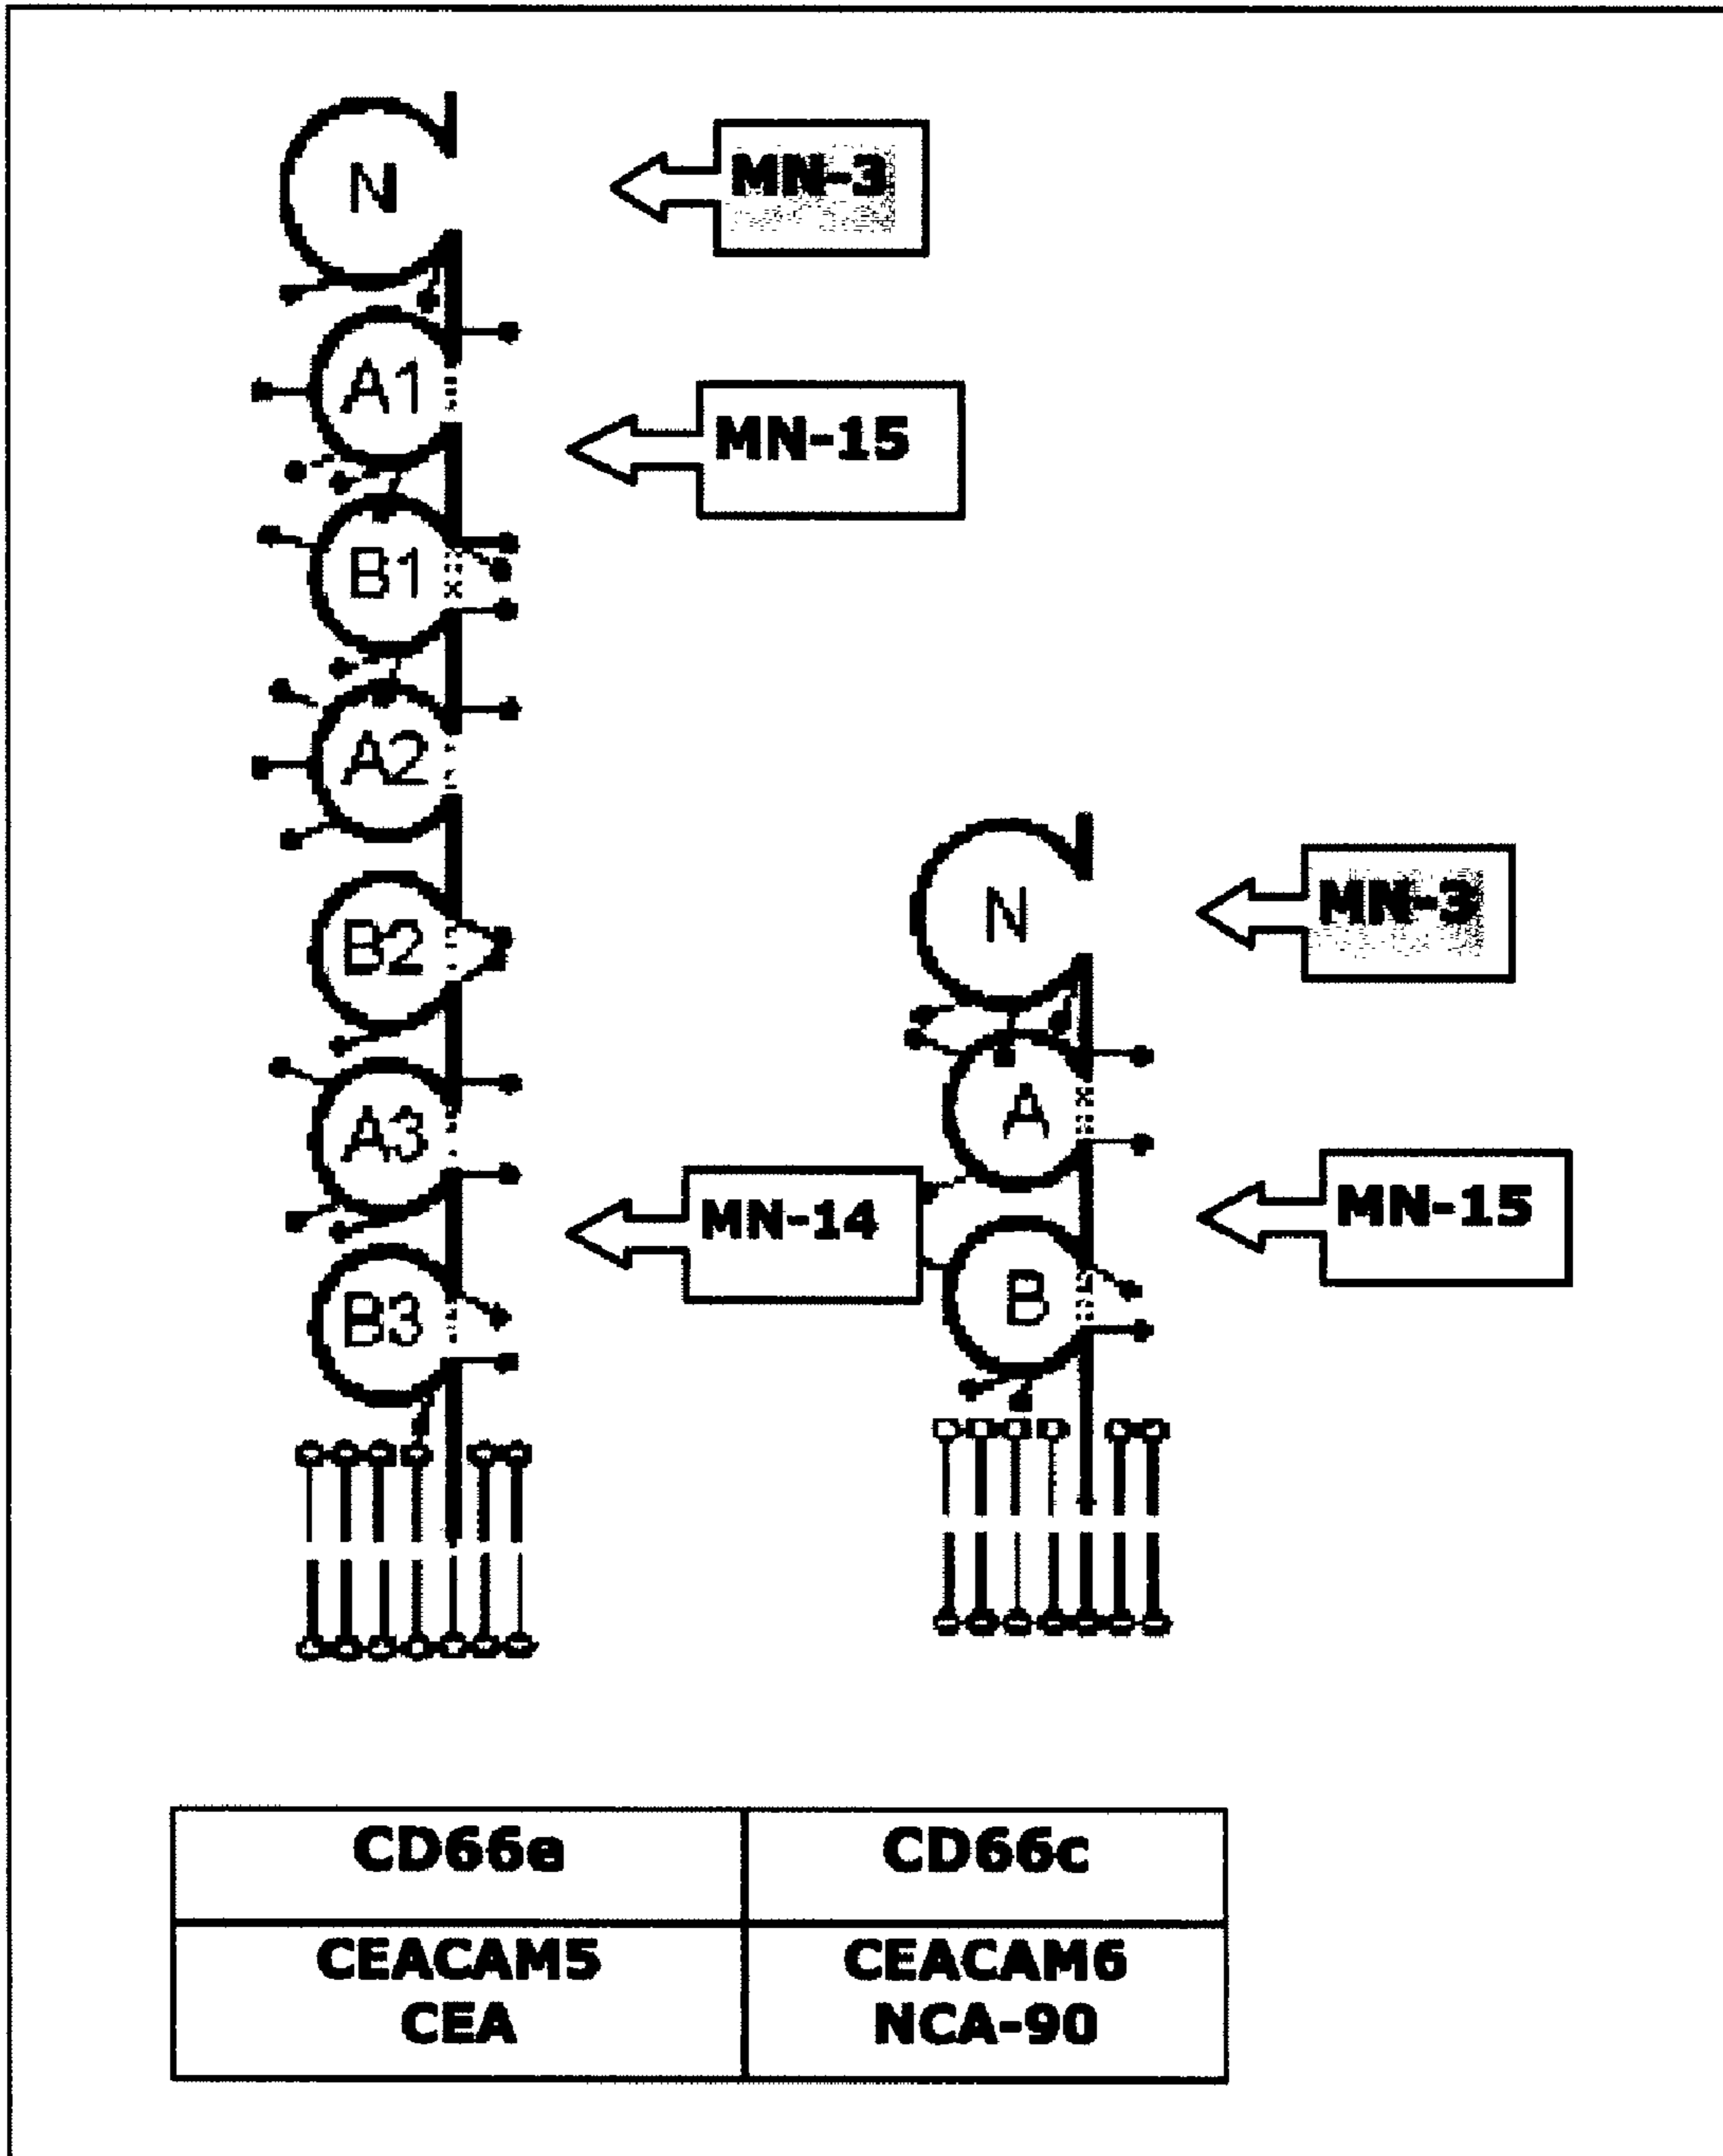 N
MN-3
A1
MN-15
B1
A2
B2
A3
MN-14
B3
N
MN-3
A
MN-15
B
CD66e
CD66c
CEACAM5
CEA
CEACAM6
NCA-90